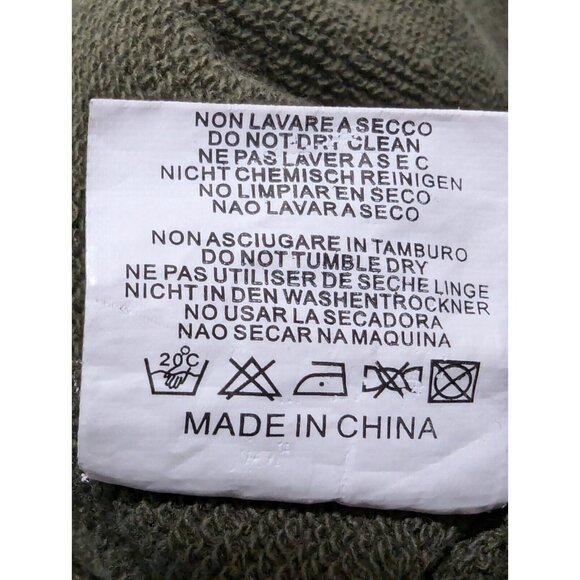 NON LAVARE A SECCO
DO NOT DRY CLEAN
NE PAS LAVER A S E C
NICHT CHEMISCH REINIGEN
NO LIMPIAR EN SECO
NAO LAVAR A SECO
NON ASCIUGARE IN TAMBURO
DO NOT TUMBLE DRY
NE PAS UTILISER DE SECHE LINGE
NICHT IN DEN WASHENTROCKNER
NO USAR LA SECADORA
NAO SECAR NA MAQUINA
20°C
MADE IN CHINA